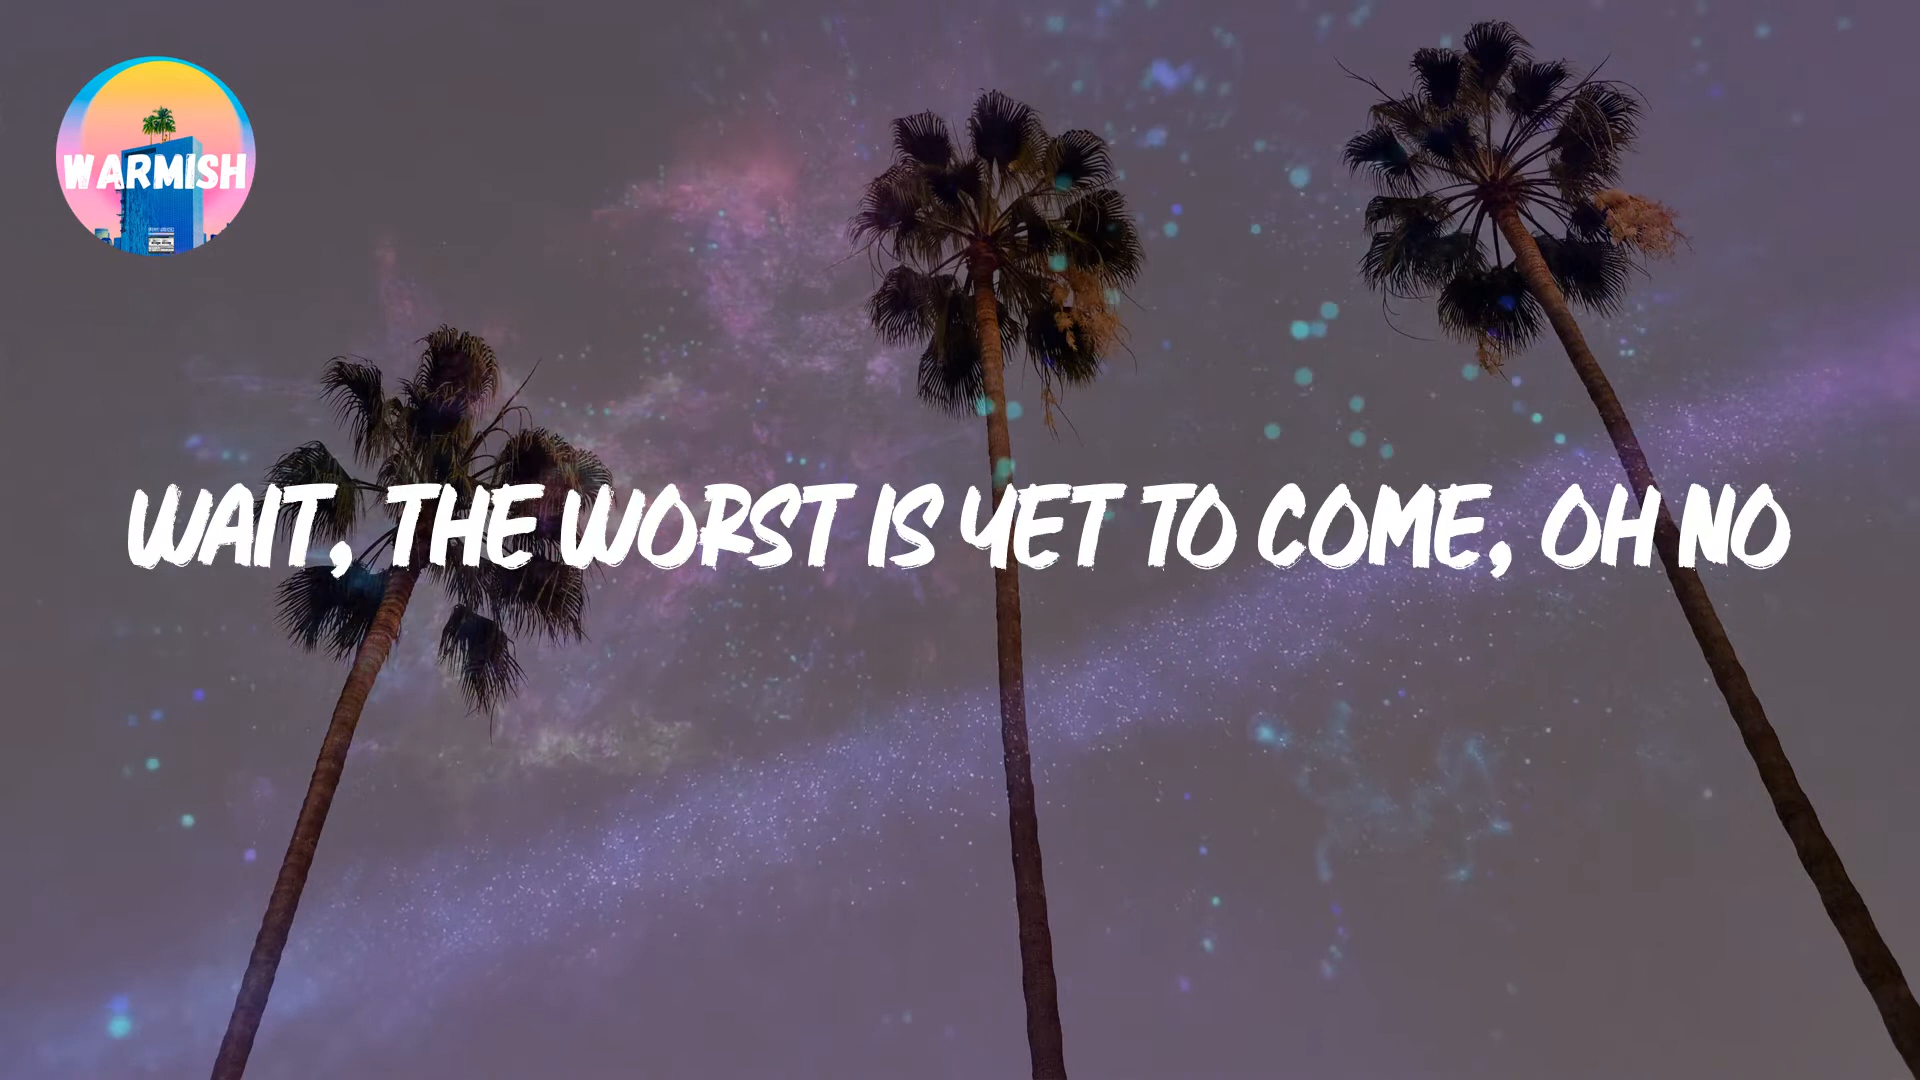 WARMISH
WAIT, THE WORST IS YET TO COME, OH NO